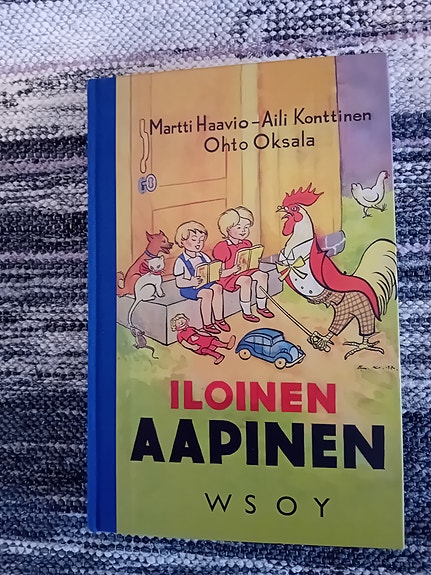 Martti Haavio – Aili Konttinen
Ohto Oksala
ILOINEN
AAPINEN
WSOY